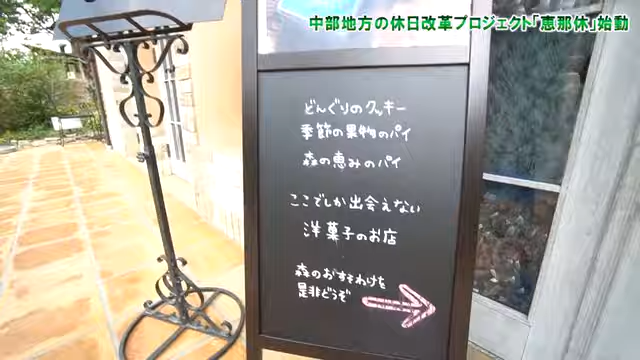 中部地方の休日改革プロジェクト「恵那休」始動
どんぐりのクッキー
季節の果物のパイ
森の恵みのパイ
ここでしか出会えない
洋菓子のお店
森のおすそわけを
是非どうぞ